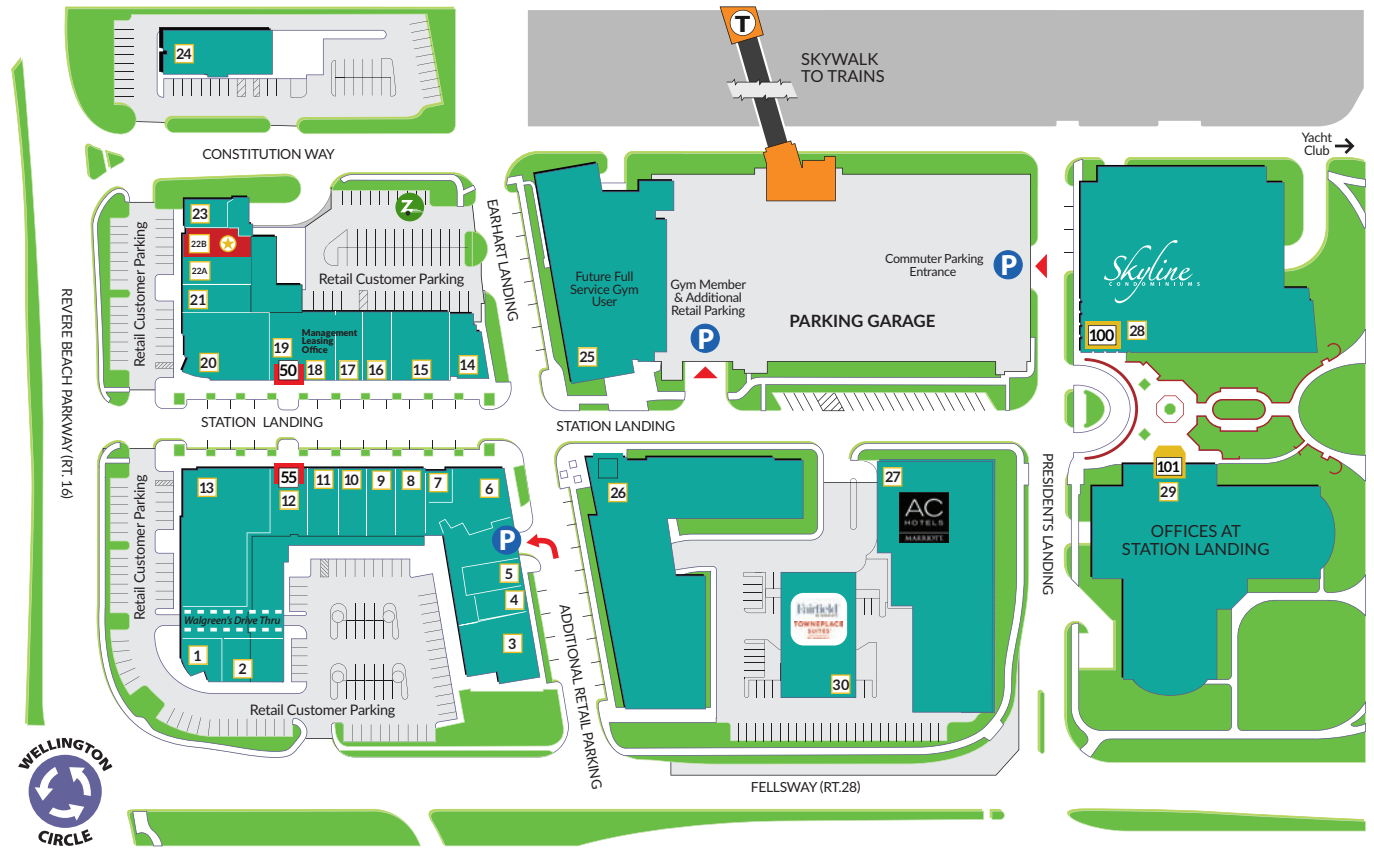 24
T
SKYWALK
TO TRAINS
CONSTITUTION WAY
Yacht
Club
REVERE BEACH PARKWAY (RT. 16)
Retail Customer Parking
23
22B
22A
21
20
19
Management
Leasing
Office
50
18
17
16
15
14
Z
Retail Customer Parking
EARHART LANDING
Future Full
Service Gym
User
25
Gym Member
& Additional
Retail Parking
P
Commuter Parking
Entrance
P
PARKING GARAGE
Skyline
CONDOMINIUMS
100
28
STATION LANDING
STATION LANDING
Retail Customer Parking
13
55
12
11
10
9
8
7
6
P
5
4
3
Walgreen's Drive Thru
1
2
Retail Customer Parking
ADDITIONAL RETAIL PARKING
26
27
AC
HOTELS
MARRIOTT
Fairfield
TOWNEPLACE
SUITES
30
PRESIDENTS LANDING
101
29
OFFICES AT
STATION LANDING
FELLSWAY (RT.28)
WELLINGTON
CIRCLE